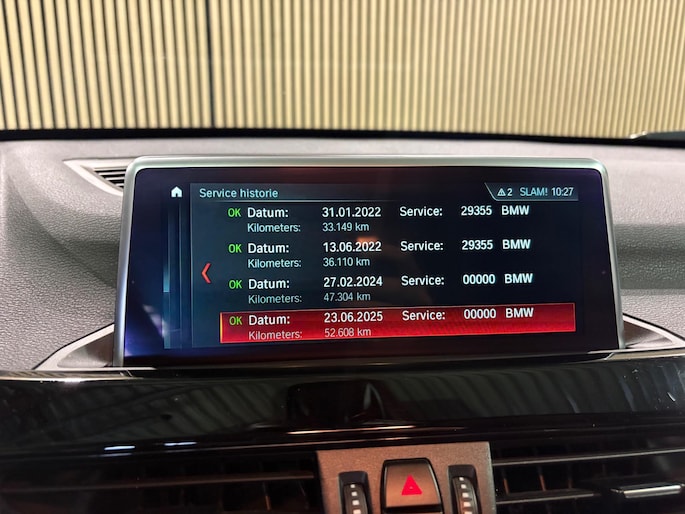 Service historie
2 SLAM! 10:27
OK Datum: 31.01.2022 Service: 29355 BMW
Kilometers: 33.149 km
OK Datum: 13.06.2022 Service: 29355 BMW
Kilometers: 36.110 km
OK Datum: 27.02.2024 Service: 00000 BMW
Kilometers: 47.304 km
OK Datum: 23.06.2025 Service: 00000 BMW
Kilometers: 52.608 km